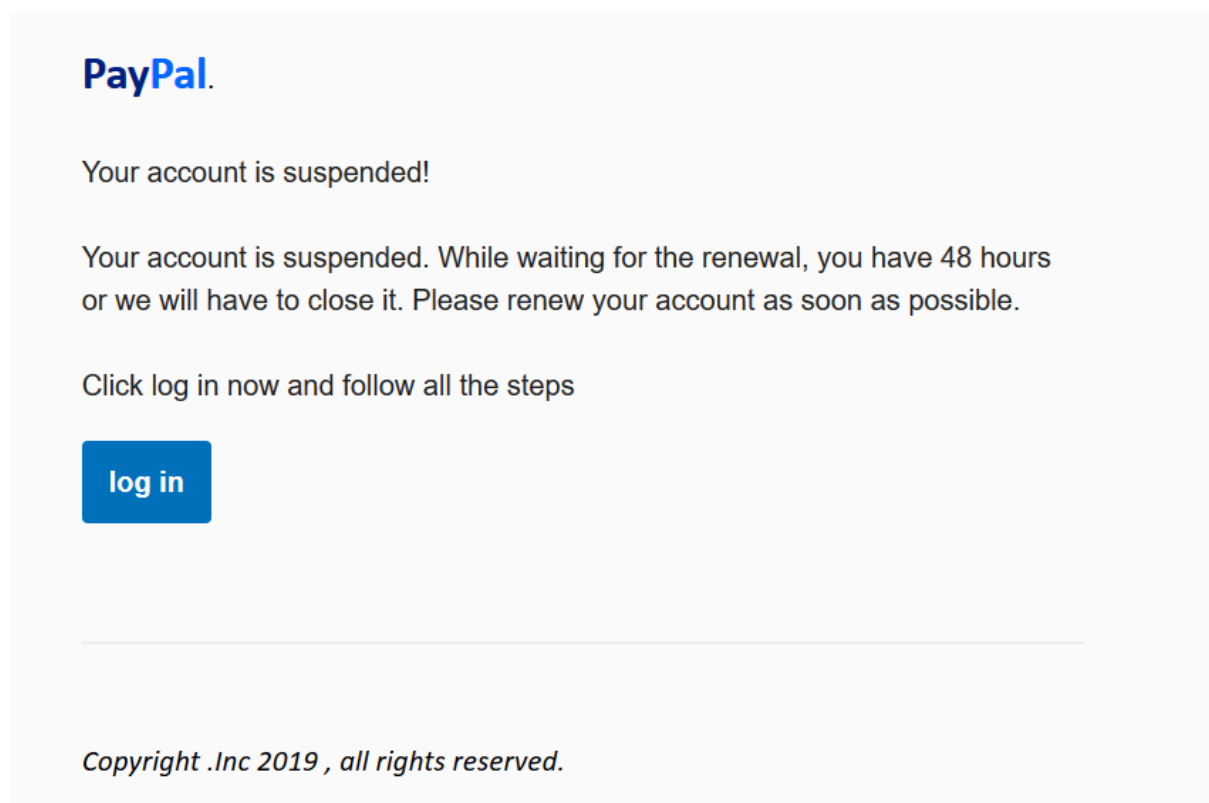 PayPal.
Your account is suspended!
Your account is suspended. While waiting for the renewal, you have 48 hours
or we will have to close it. Please renew your account as soon as possible.
Click log in now and follow all the steps
log in
Copyright .Inc 2019 , all rights reserved.